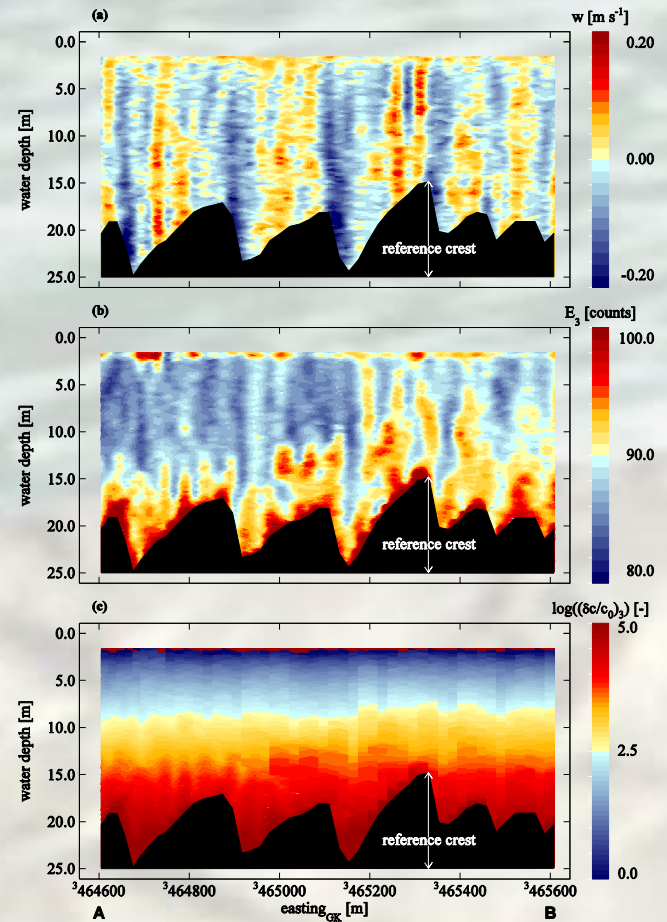 (a)
w [m s⁻¹]
0.0
5.0
10.0
15.0
20.0
25.0
water depth [m]
reference crest
0.20
0.00
-0.20
(b)
E₃ [counts]
0.0
5.0
10.0
15.0
20.0
25.0
water depth [m]
reference crest
100.0
90.0
80.0
(c)
log((δc/c₀)₃) [-]
0.0
5.0
10.0
15.0
20.0
25.0
water depth [m]
reference crest
5.0
2.5
0.0
³464600 ³464800 ³465000 ³465200 ³465400 ³465600
A easting_GK [m] B